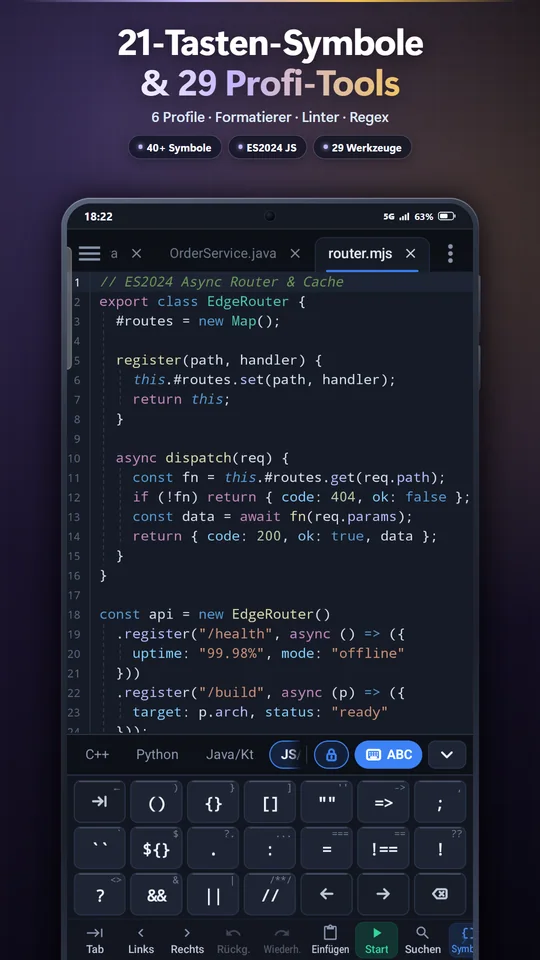 21-Tasten-Symbole
& 29 Profi-Tools
6 Profile · Formatierer · Linter · Regex
40+ Symbole ES2024 JS 29 Werkzeuge
18:22 5G 63%
a × OrderService.java × router.mjs ×
1 // ES2024 Async Router & Cache
2 export class EdgeRouter {
3 #routes = new Map();
4
5 register(path, handler) {
6 this.#routes.set(path, handler);
7 return this;
8 }
9
10 async dispatch(req) {
11 const fn = this.#routes.get(req.path);
12 if (!fn) return { code: 404, ok: false };
13 const data = await fn(req.params);
14 return { code: 200, ok: true, data };
15 }
16 }
17
18 const api = new EdgeRouter()
19 .register("/health", async () => ({
20 uptime: "99.98%", mode: "offline"
21 }))
22 .register("/build", async (p) => ({
23 target: p.arch, status: "ready"
24 }));
C++ Python Java/Kt JS/ ABC
→| ← () ) {} } [] ] "" '' => -> ; ,
`` ` ${} $ . ?. : ... = === !== == ! ??
? <> && & || | // /**/ ← → ⌫
Tab Links Rechts Rückg. Wiederh. Einfügen Start Suchen {} Symb